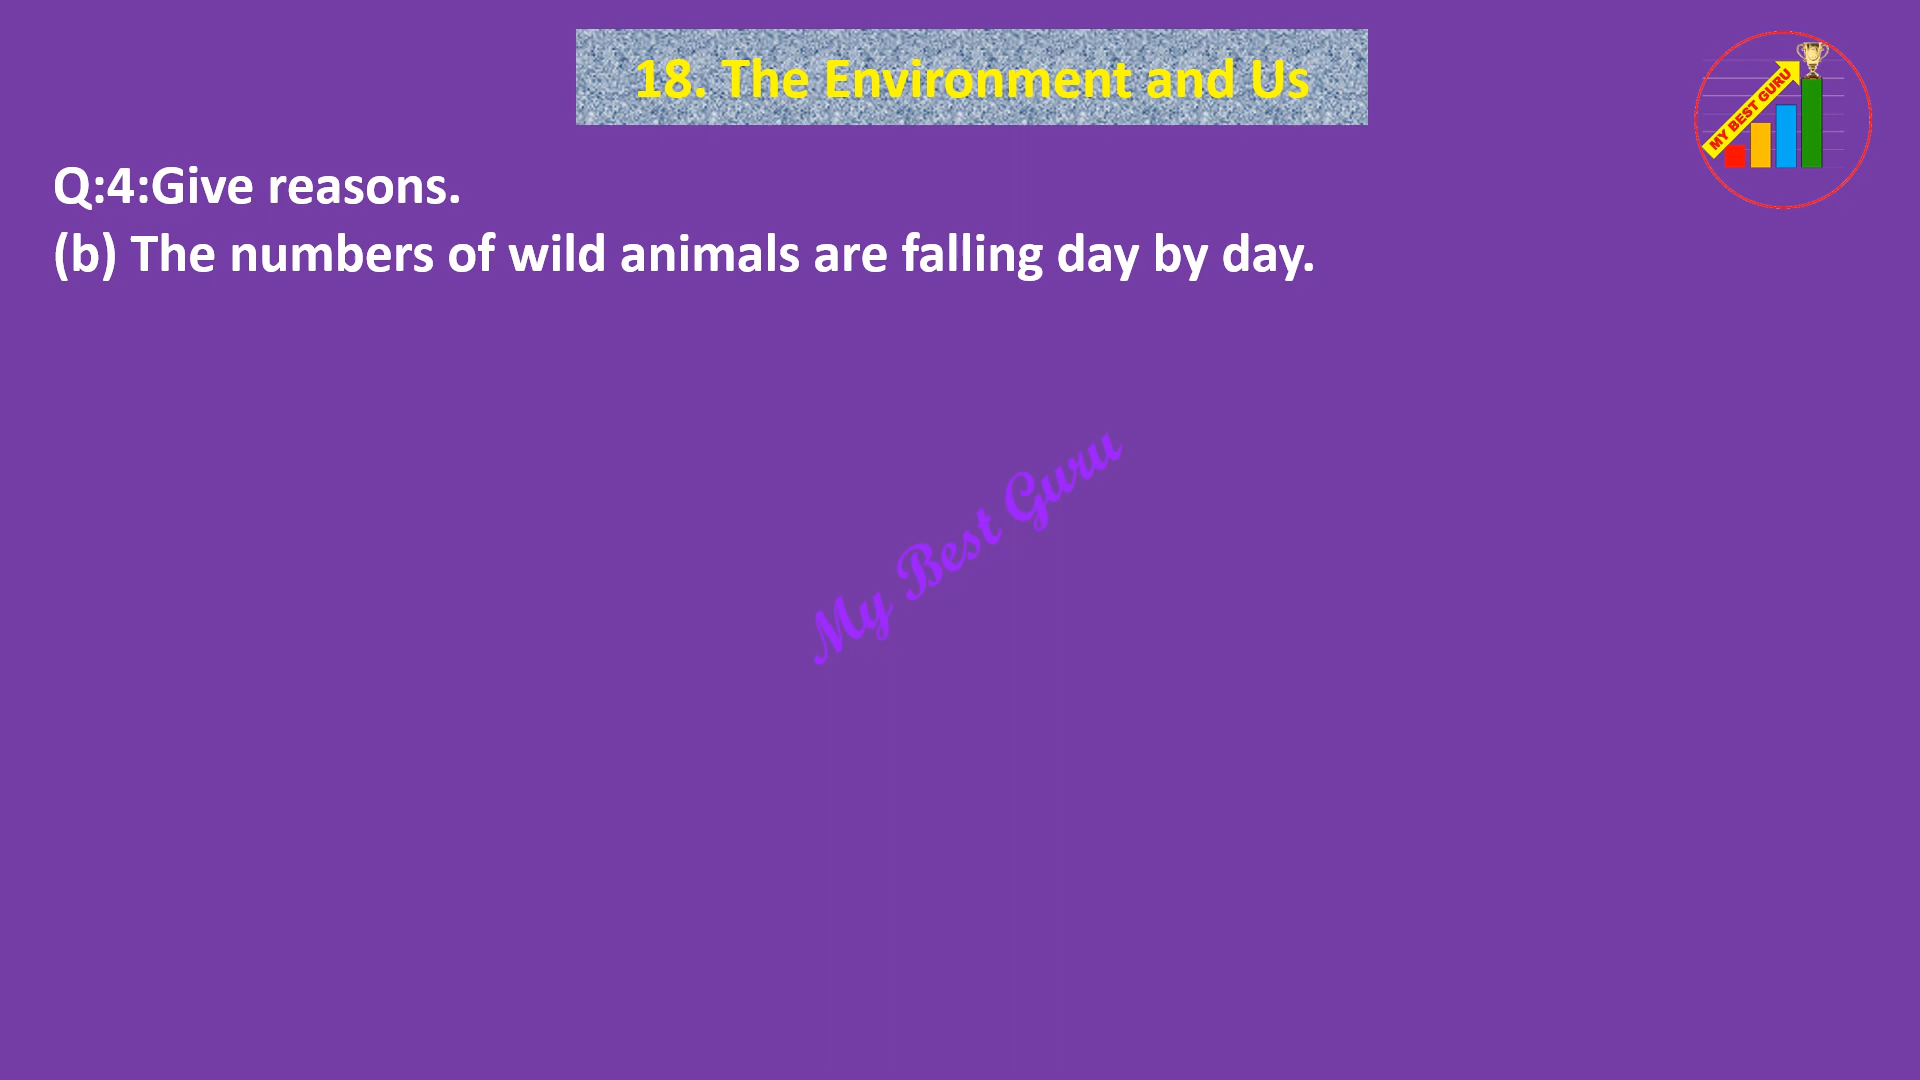 18. The Environment and Us
MY BEST GURU
Q:4:Give reasons.
(b) The numbers of wild animals are falling day by day.
My Best Guru